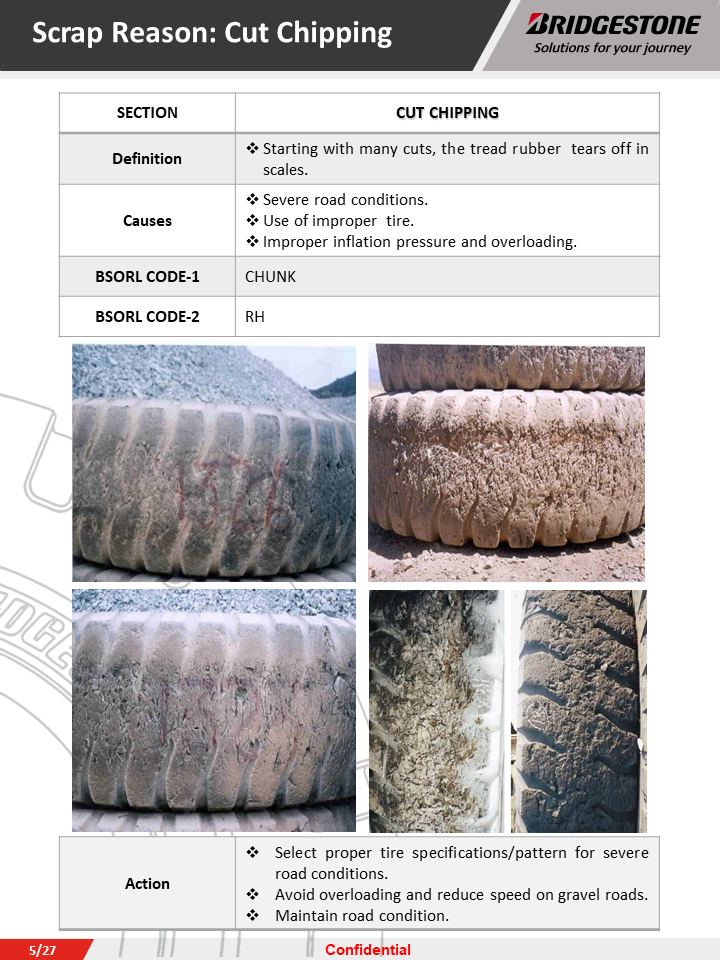 Scrap Reason: Cut Chipping
BRIDGESTONE
Solutions for your journey
SECTION
CUT CHIPPING
Definition
❖ Starting with many cuts, the tread rubber tears off in
scales.
Causes
❖ Severe road conditions.
❖ Use of improper tire.
❖ Improper inflation pressure and overloading.
BSORL CODE-1
CHUNK
BSORL CODE-2
RH
Action
❖ Select proper tire specifications/pattern for severe
road conditions.
❖ Avoid overloading and reduce speed on gravel roads.
❖ Maintain road condition.
5/27
Confidential